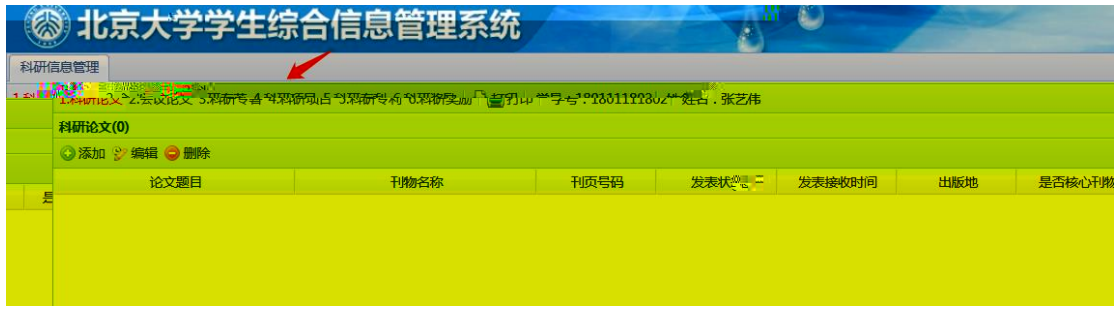 北京大学学生综合信息管理系统
科研信息管理
1.科研论文 2.会议论文 3.科研专著 4.科研项目 5.科研专利 6.科研奖励 打印 学号: 姓名:张艺伟
科研论文(0)
添加 编辑 删除
论文题目 刊物名称 刊页号码 发表状 发表接收时间 出版地 是否核心刊物
是